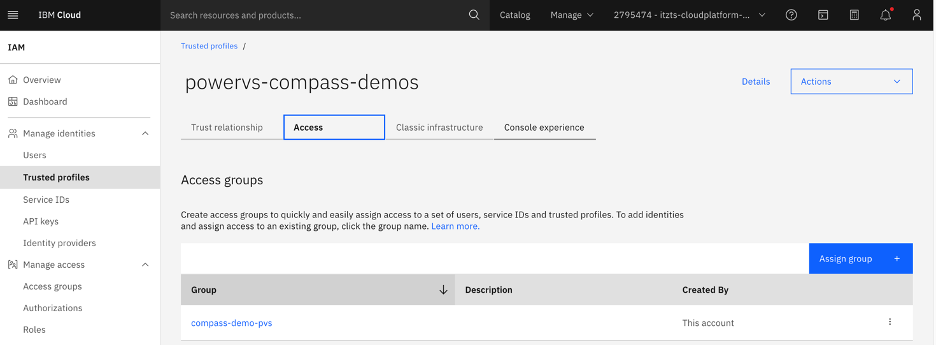 IBM Cloud
Search resources and products...
Catalog
Manage
2795474 - itzts-cloudplatform-...
IAM
Overview
Dashboard
Manage identities
Users
Trusted profiles
Service IDs
API keys
Identity providers
Manage access
Access groups
Authorizations
Roles
Trusted profiles /
powervs-compass-demos
Details
Actions
Trust relationship
Access
Classic infrastructure
Console experience
Access groups
Create access groups to quickly and easily assign access to a set of users, service IDs and trusted profiles. To add identities
and assign access to an existing group, click the group name. Learn more.
Assign group +
Group
Description
Created By
compass-demo-pvs
This account